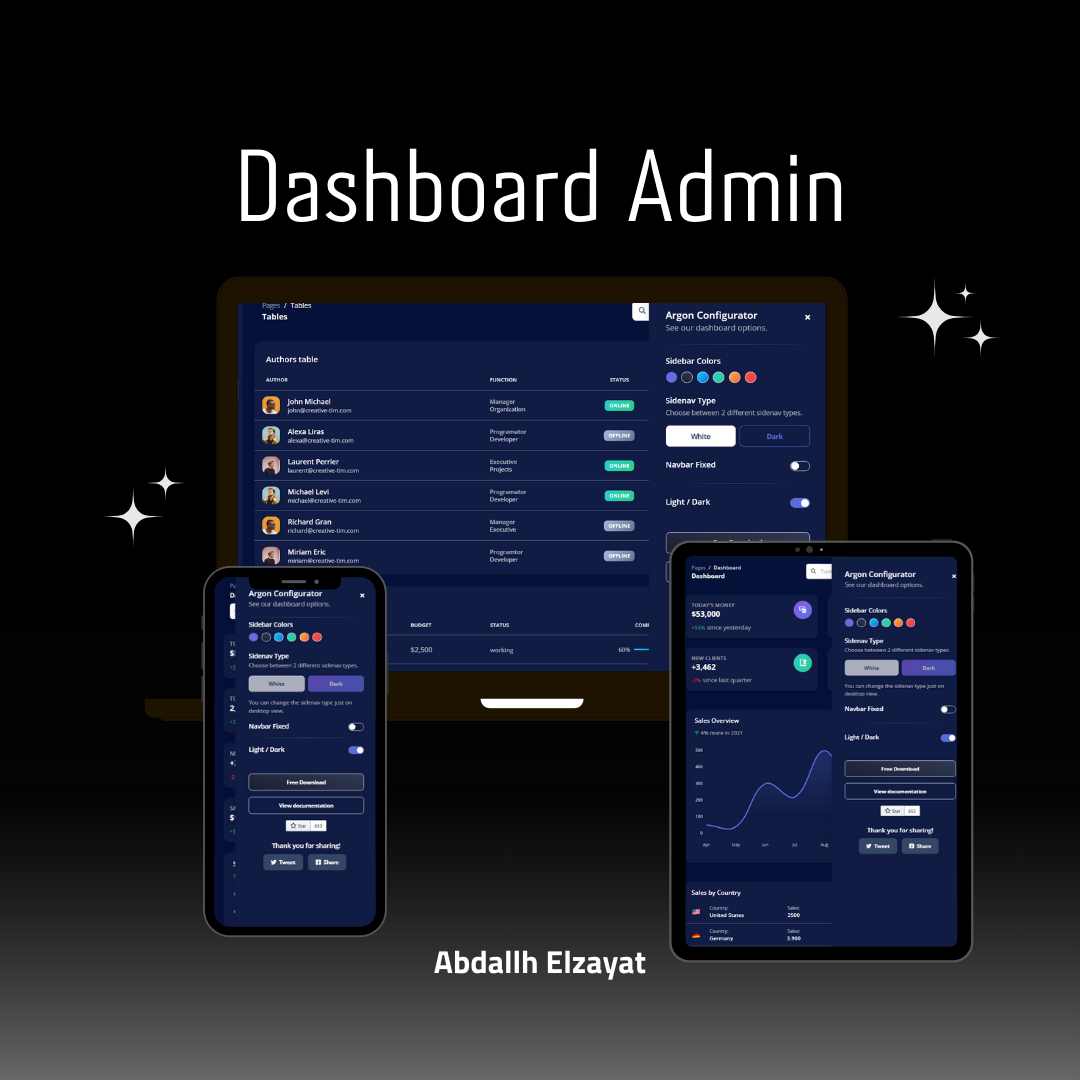 Dashboard Admin
Pages / Tables
Tables
Authors table
AUTHOR FUNCTION STATUS
John Michael
john@creative-tim.com
Manager
Organization
ONLINE
Alexa Liras
alexa@creative-tim.com
Programator
Developer
OFFLINE
Laurent Perrier
laurent@creative-tim.com
Executive
Projects
ONLINE
Michael Levi
michael@creative-tim.com
Programator
Developer
ONLINE
Richard Gran
richard@creative-tim.com
Manager
Executive
OFFLINE
Miriam Eric
miriam@creative-tim.com
Programtor
Developer
OFFLINE
BUDGET STATUS
$2,500 working 60%
Argon Configurator
See our dashboard options.
Sidebar Colors
Sidenav Type
Choose between 2 different sidenav types.
White Dark
Navbar Fixed
Light / Dark
Argon Configurator
See our dashboard options.
Sidebar Colors
Sidenav Type
Choose between 2 different sidenav types.
White Dark
You can change the sidenav type just on
desktop view.
Navbar Fixed
Light / Dark
Free Download
View documentation
Star 653
Thank you for sharing!
Tweet Share
Pages / Dashboard
Dashboard
TODAY'S MONEY
$53,000
+55% since yesterday
NEW CLIENTS
+3,462
-2% since last quarter
Sales Overview
4% more in 2021
500
400
300
200
100
0
Apr May Jun Jul Aug
Sales by Country
Country: Sales:
United States 2500
Country: Sales:
Germany 3.900
Argon Configurator
See our dashboard options.
Sidebar Colors
Sidenav Type
Choose between 2 different sidenav types.
White Dark
You can change the sidenav type just on
desktop view.
Navbar Fixed
Light / Dark
Free Download
View documentation
Star 653
Thank you for sharing!
Tweet Share
Abdallh Elzayat